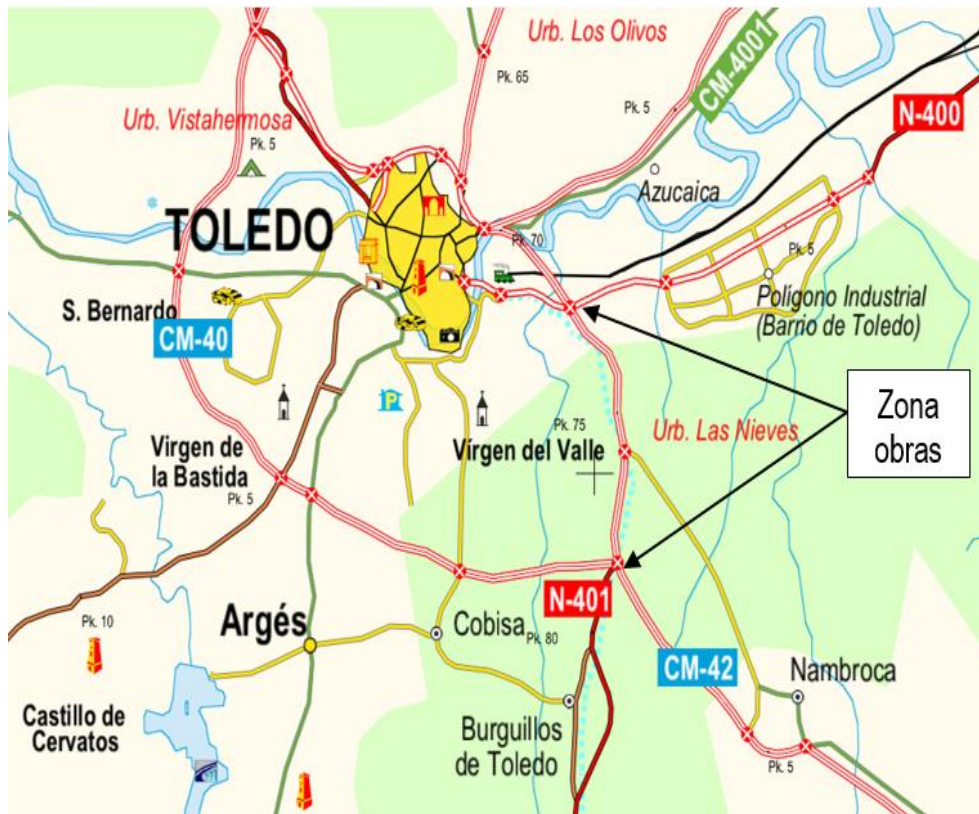 Urb. Los Olivos
Pk. 65
CM-4001
Pk. 5
N-400
Urb. Vistahermosa
Pk. 5
Azucaica
TOLEDO
Pk. 70
Pk. 5
S. Bernardo
Polígono Industrial
(Barrio de Toledo)
CM-40
P
Zona
obras
Pk. 75
Urb. Las Nieves
Virgen de
la Bastida
Vírgen del Valle
Pk. 5
N-401
Pk. 10
Argés
Cobisa
Pk. 80
CM-42
Nambroca
Castillo de
Cervatos
Burguillos
de Toledo
Pk. 5